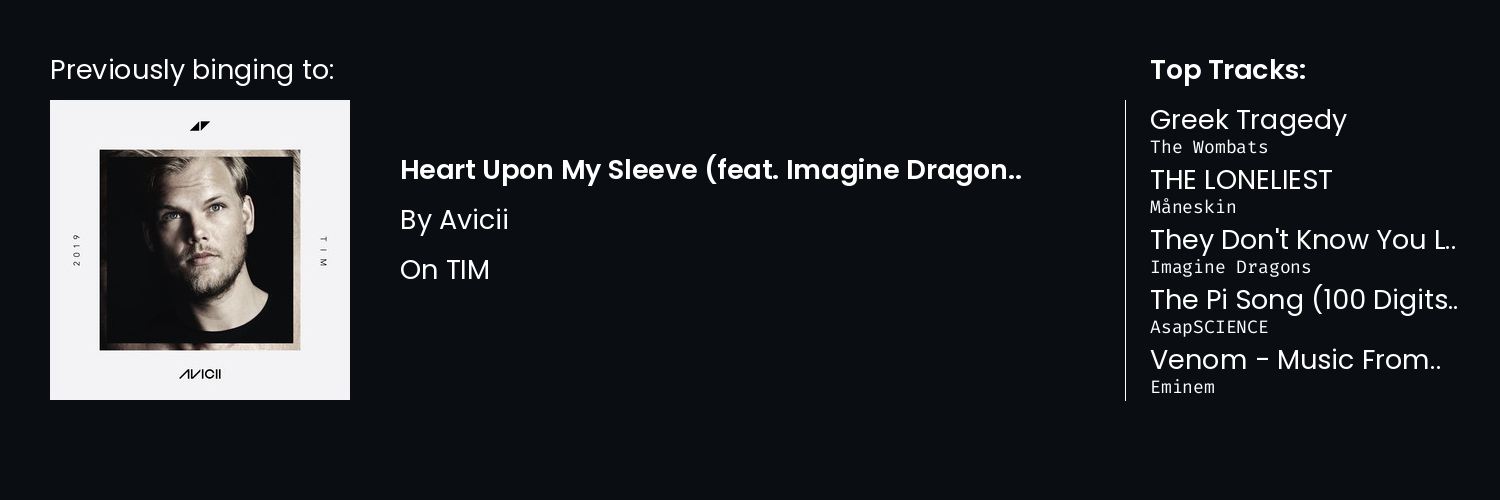 Previously binging to:
2019
TIM
AVICII
Heart Upon My Sleeve (feat. Imagine Dragon..
By Avicii
On TIM
Top Tracks:
Greek Tragedy
The Wombats
THE LONELIEST
Måneskin
They Don't Know You L..
Imagine Dragons
The Pi Song (100 Digits..
AsapSCIENCE
Venom - Music From..
Eminem